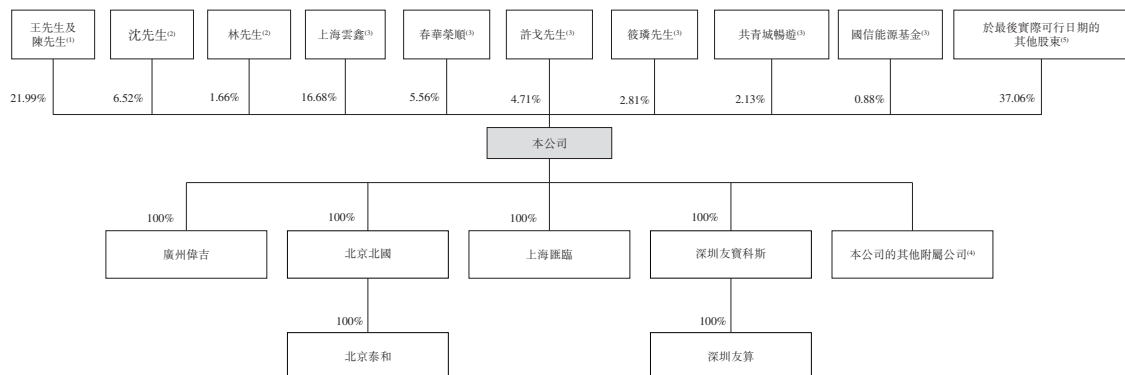 王先生及
陳先生(1)
沈先生(2)
林先生(2)
上海雲鑫(3)
春華榮順(3)
許戈先生(3)
筱璘先生(3)
共青城暢遊(3)
國信能源基金(3)
於最後實際可行日期的
其他股東(5)
21.99%
6.52%
1.66%
16.68%
5.56%
4.71%
2.81%
2.13%
0.88%
37.06%
本公司
100%
100%
100%
100%
廣州偉吉
北京北國
上海匯臨
深圳友寶科斯
本公司的其他附屬公司(4)
100%
100%
北京泰和
深圳友算